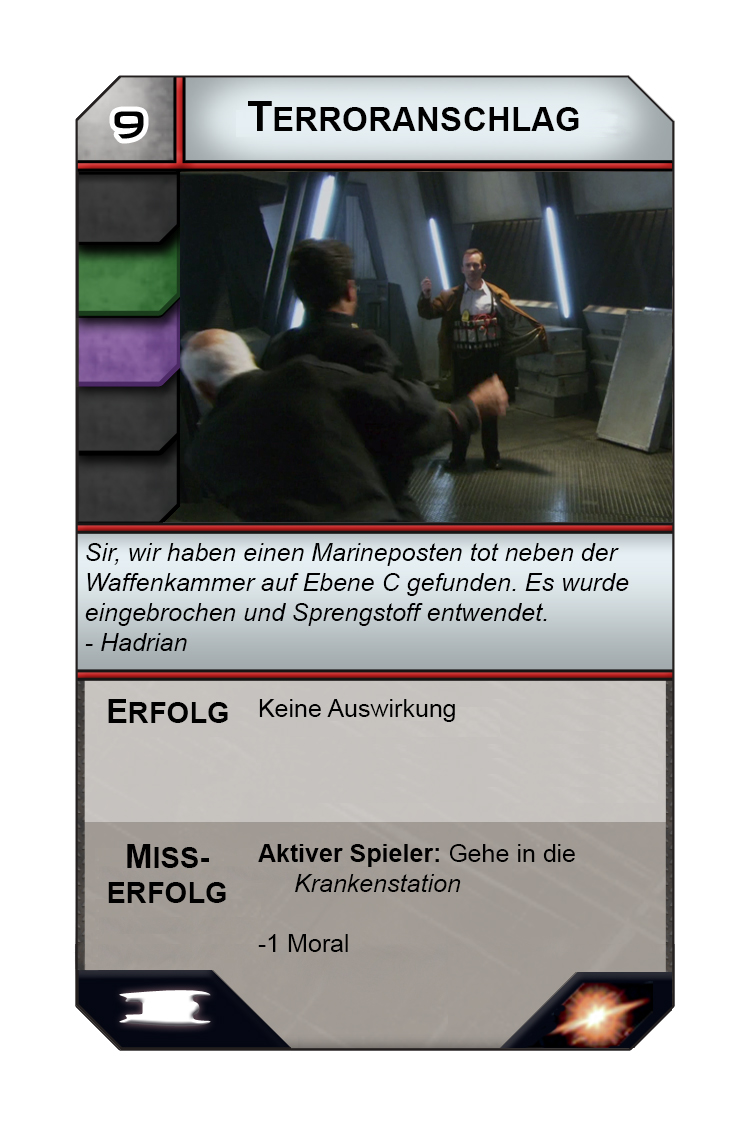 9
TERRORANSCHLAG
Sir, wir haben einen Marineposten tot neben der
Waffenkammer auf Ebene C gefunden. Es wurde
eingebrochen und Sprengstoff entwendet.
- Hadrian
ERFOLG
Keine Auswirkung
MISS-
ERFOLG
Aktiver Spieler: Gehe in die
Krankenstation
-1 Moral